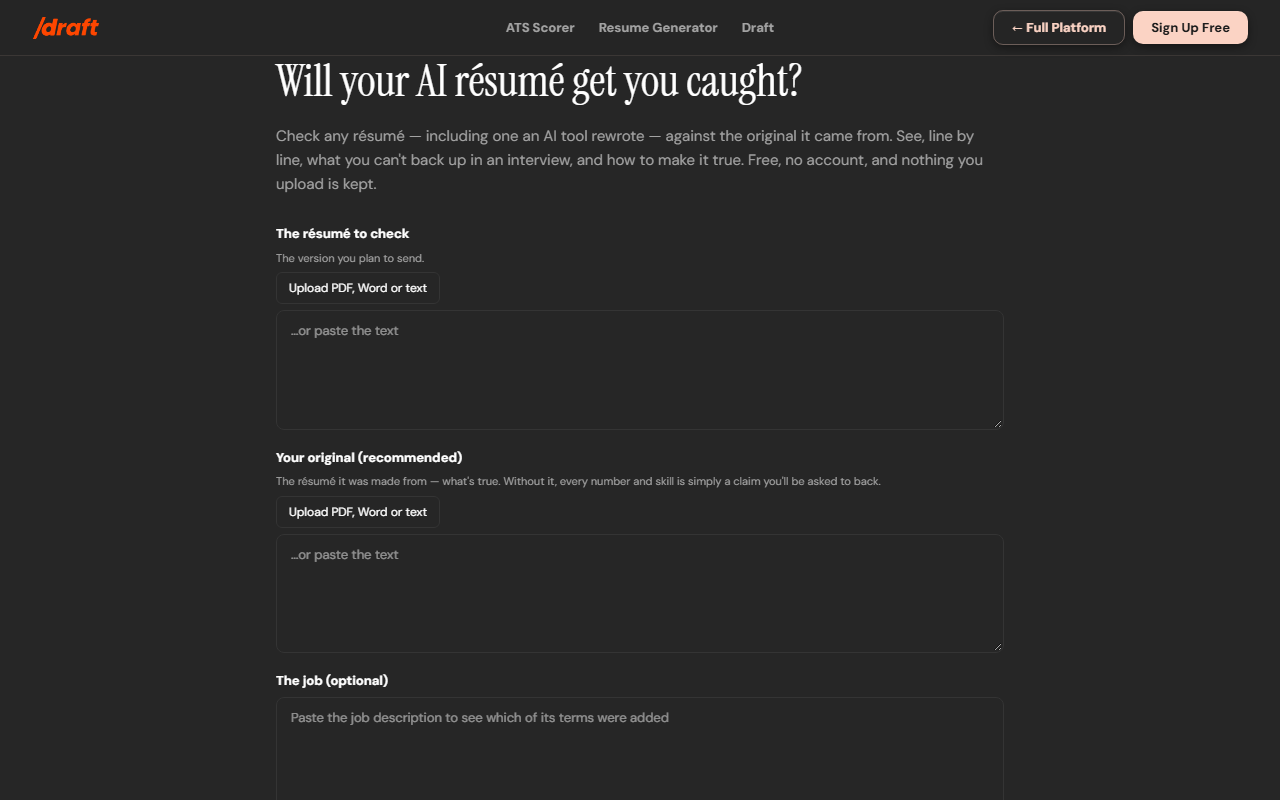 /draft
ATS Scorer
Resume Generator
Draft
← Full Platform
Sign Up Free
Will your AI résumé get you caught?
Check any résumé — including one an AI tool rewrote — against the original it came from. See, line by
line, what you can't back up in an interview, and how to make it true. Free, no account, and nothing you
upload is kept.
The résumé to check
The version you plan to send.
Upload PDF, Word or text
…or paste the text
Your original (recommended)
The résumé it was made from — what's true. Without it, every number and skill is simply a claim you'll be asked to back.
Upload PDF, Word or text
…or paste the text
The job (optional)
Paste the job description to see which of its terms were added